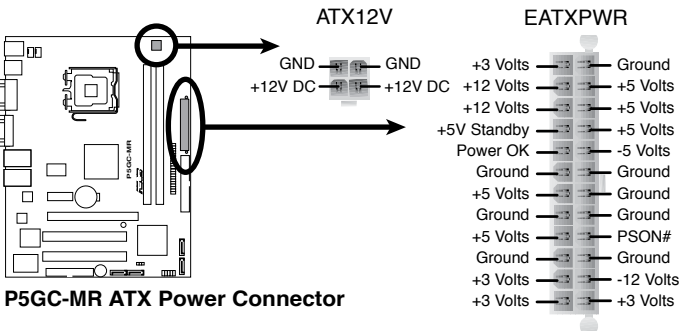 ATX12V
EATXPWR
GND GND
+12V DC +12V DC
+3 Volts Ground
+12 Volts +5 Volts
+12 Volts +5 Volts
+5V Standby +5 Volts
Power OK -5 Volts
Ground Ground
+5 Volts Ground
Ground Ground
+5 Volts PSON#
Ground Ground
+3 Volts -12 Volts
+3 Volts +3 Volts
P5GC-MR
P5GC-MR ATX Power Connector